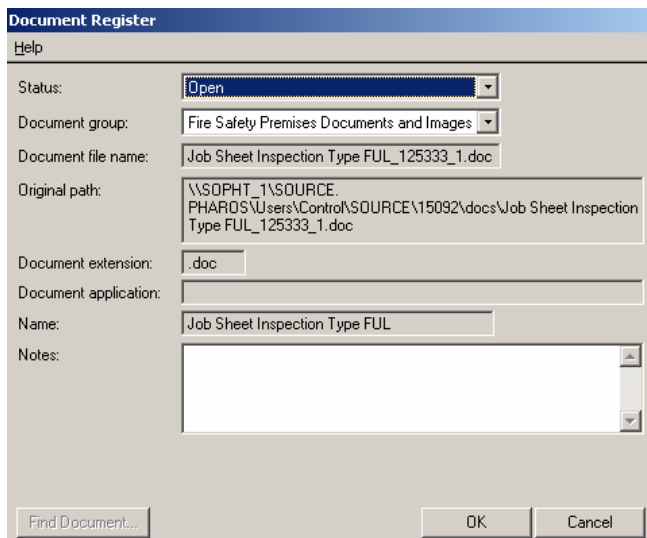 Document Register
Help
Status: Open
Document group: Fire Safety Premises Documents and Images
Document file name: Job Sheet Inspection Type FUL_125333_1.doc
Original path: \\SOPHT_1\SOURCE.
PHAROS\Users\Control\SOURCE\15092\docs\Job Sheet Inspection
Type FUL_125333_1.doc
Document extension: .doc
Document application:
Name: Job Sheet Inspection Type FUL
Notes:
Find Document... OK Cancel